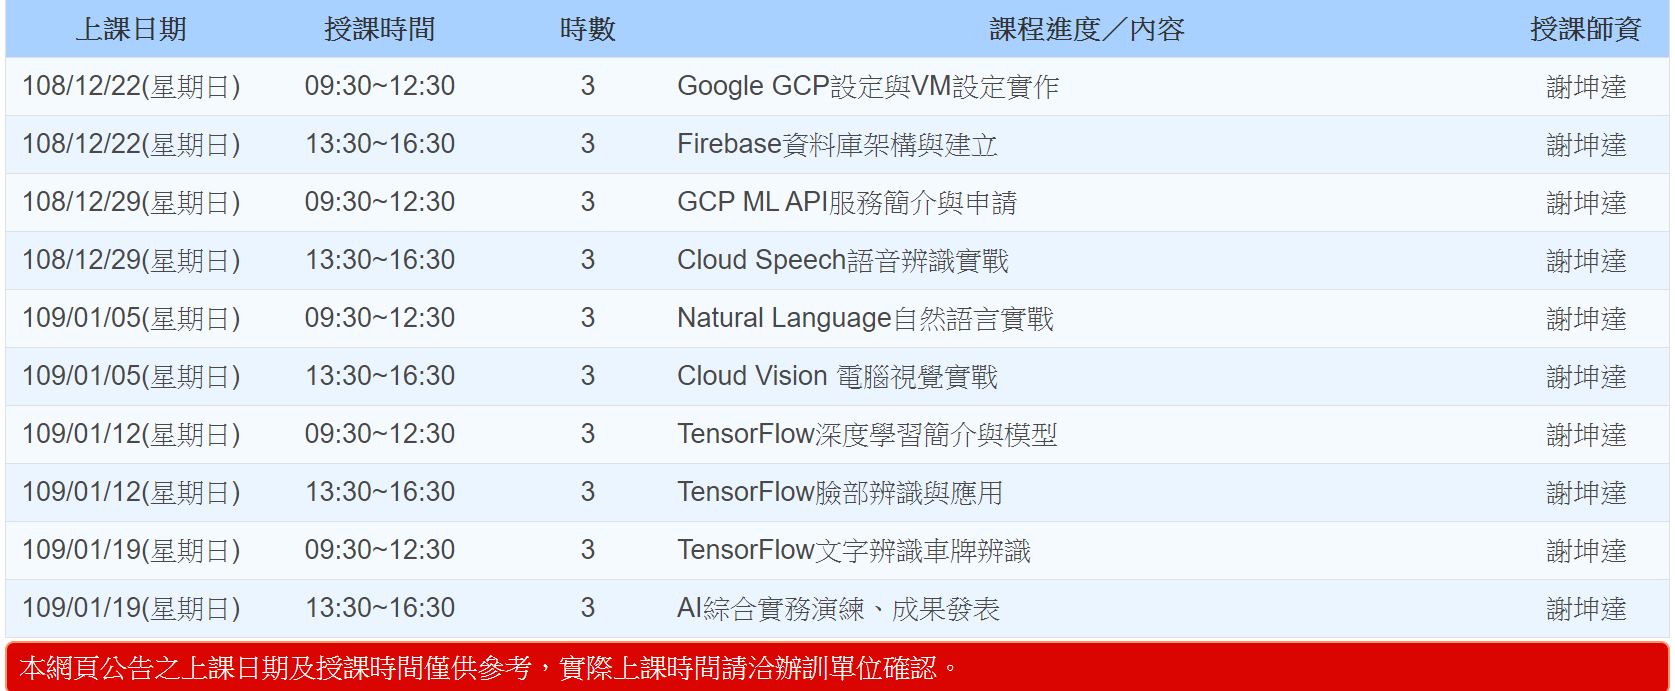 上課日期 授課時間 時數 課程進度／內容 授課師資
108/12/22(星期日) 09:30~12:30 3 Google GCP設定與VM設定實作 謝坤達
108/12/22(星期日) 13:30~16:30 3 Firebase資料庫架構與建立 謝坤達
108/12/29(星期日) 09:30~12:30 3 GCP ML API服務簡介與申請 謝坤達
108/12/29(星期日) 13:30~16:30 3 Cloud Speech語音辨識實戰 謝坤達
109/01/05(星期日) 09:30~12:30 3 Natural Language自然語言實戰 謝坤達
109/01/05(星期日) 13:30~16:30 3 Cloud Vision 電腦視覺實戰 謝坤達
109/01/12(星期日) 09:30~12:30 3 TensorFlow深度學習簡介與模型 謝坤達
109/01/12(星期日) 13:30~16:30 3 TensorFlow臉部辨識與應用 謝坤達
109/01/19(星期日) 09:30~12:30 3 TensorFlow文字辨識車牌辨識 謝坤達
109/01/19(星期日) 13:30~16:30 3 AI綜合實務演練、成果發表 謝坤達
本網頁公告之上課日期及授課時間僅供參考，實際上課時間請洽辦訓單位確認。